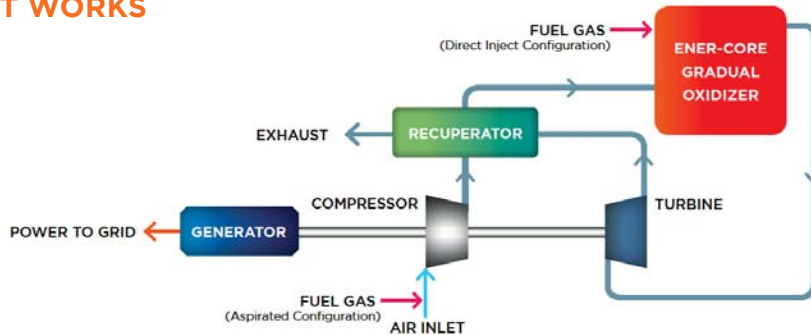 T WORKS
FUEL GAS
(Direct Inject Configuration)
ENER-CORE
GRADUAL
OXIDIZER
EXHAUST
RECUPERATOR
COMPRESSOR
TURBINE
POWER TO GRID
GENERATOR
FUEL GAS
(Aspirated Configuration)
AIR INLET